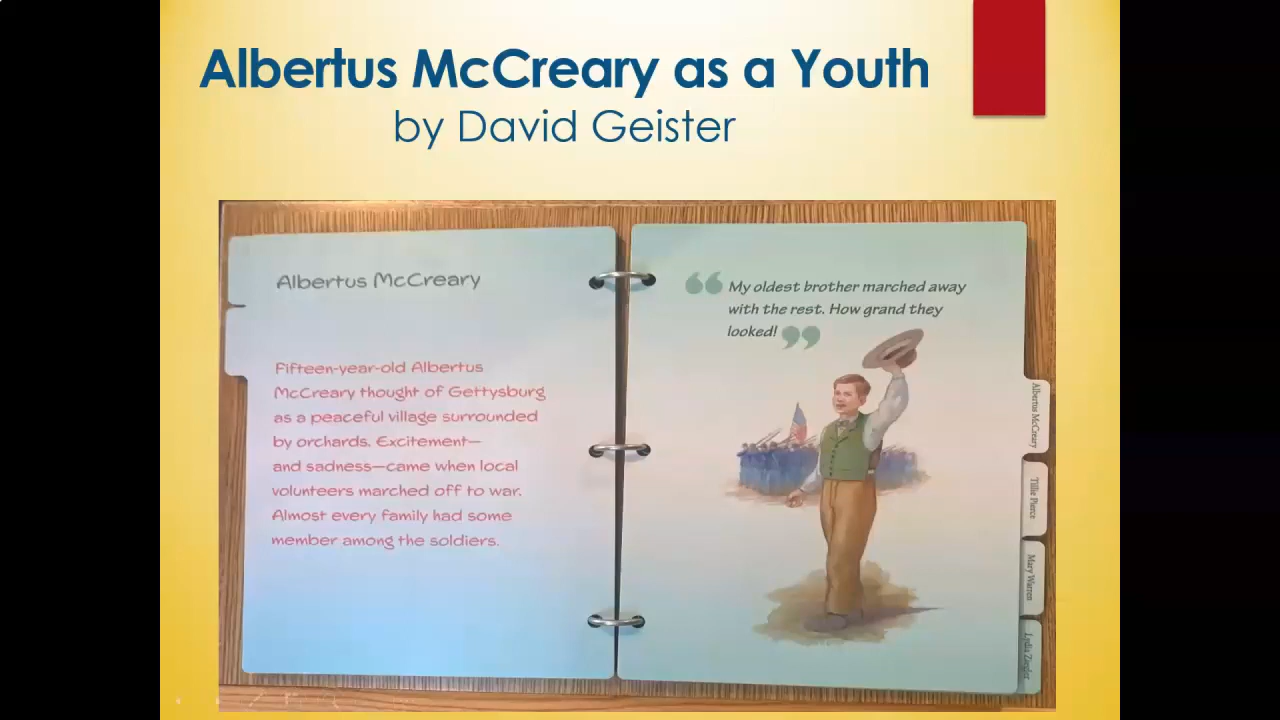 Albertus McCreary as a Youth
by David Geister
Albertus McCreary
Fifteen-year-old Albertus
McCreary thought of Gettysburg
as a peaceful village surrounded
by orchards. Excitement—
and sadness—came when local
volunteers marched off to war.
Almost every family had some
member among the soldiers.
“ My oldest brother marched away
with the rest. How grand they
looked! ”
Albertus McCreary
Tillie Pierce
Mary Warren
Lydia Ziegler